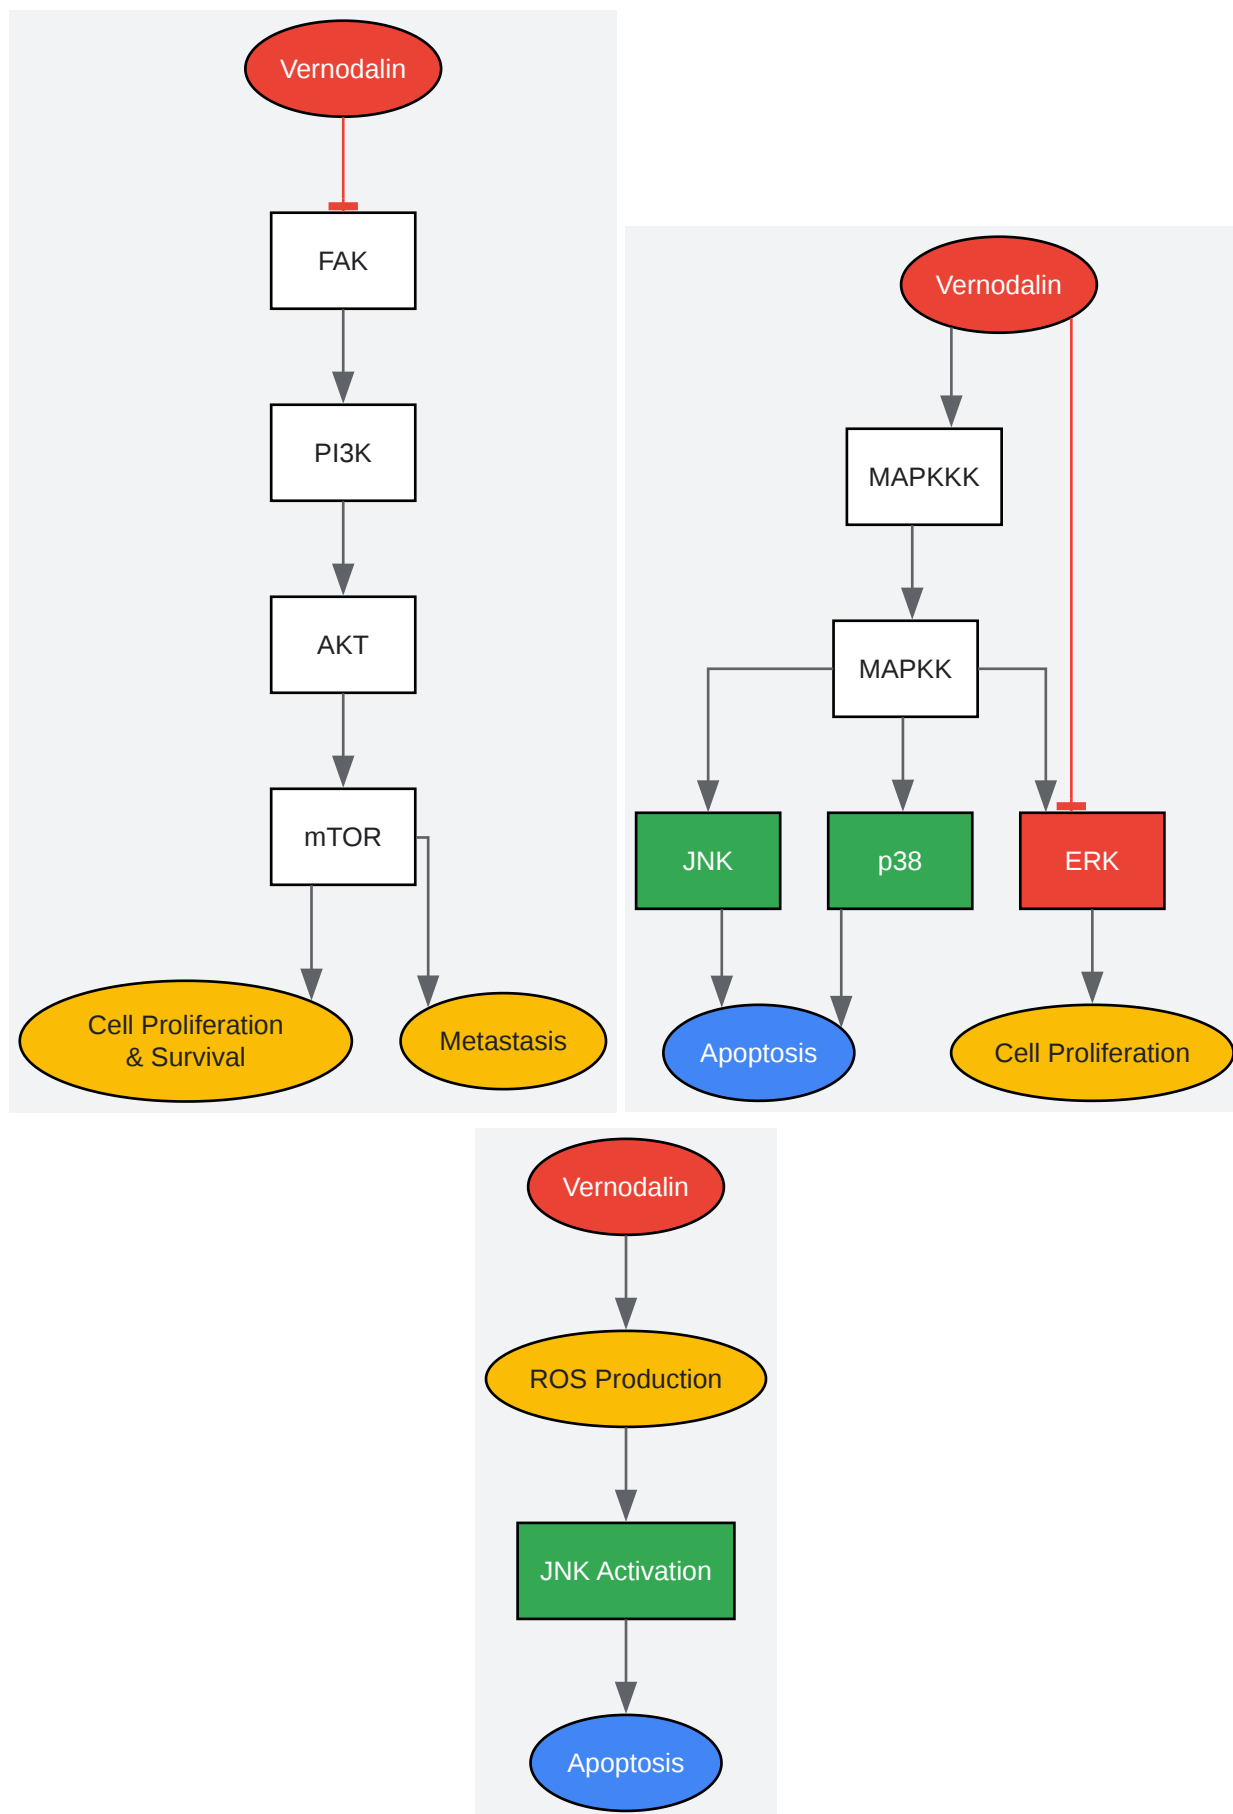 Vernodalin
FAK
PI3K
AKT
mTOR
Cell Proliferation
& Survival
Metastasis
Vernodalin
MAPKKK
MAPKK
JNK
p38
ERK
Apoptosis
Cell Proliferation
Vernodalin
ROS Production
JNK Activation
Apoptosis